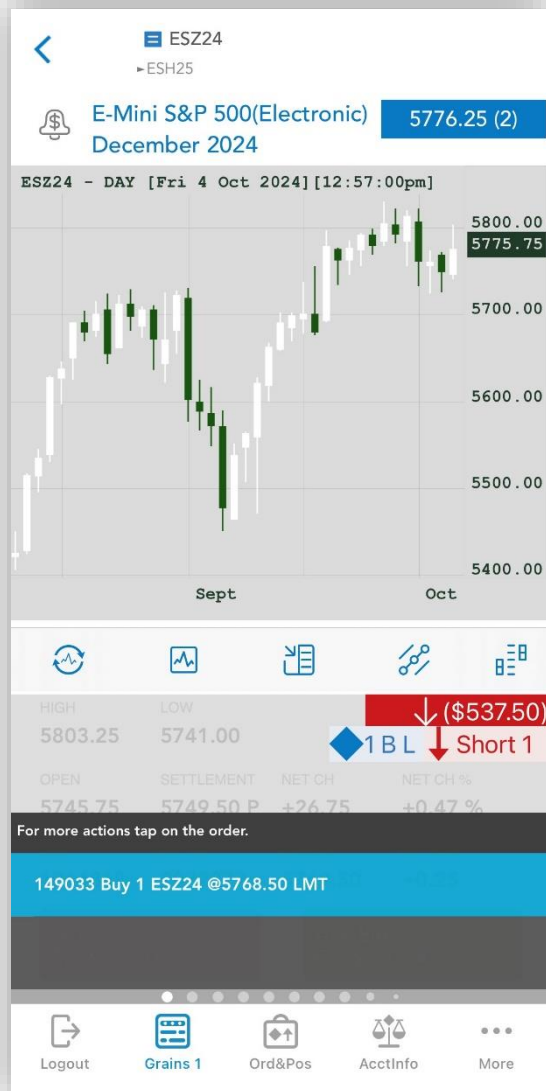 ESZ24
►ESH25
E-Mini S&P 500(Electronic)
December 2024
5776.25 (2)
ESZ24 - DAY [Fri 4 Oct 2024][12:57:00pm]
5800.00
5775.75
5700.00
5600.00
5500.00
5400.00
Sept Oct
HIGH LOW
5803.25 5741.00
($537.50)
1 B L Short 1
OPEN SETTLEMENT NET CH NET CH %
5745.75 5749.50 P +26.75 +0.47 %
For more actions tap on the order.
149033 Buy 1 ESZ24 @5768.50 LMT
Logout Grains 1 Ord&Pos AcctInfo More